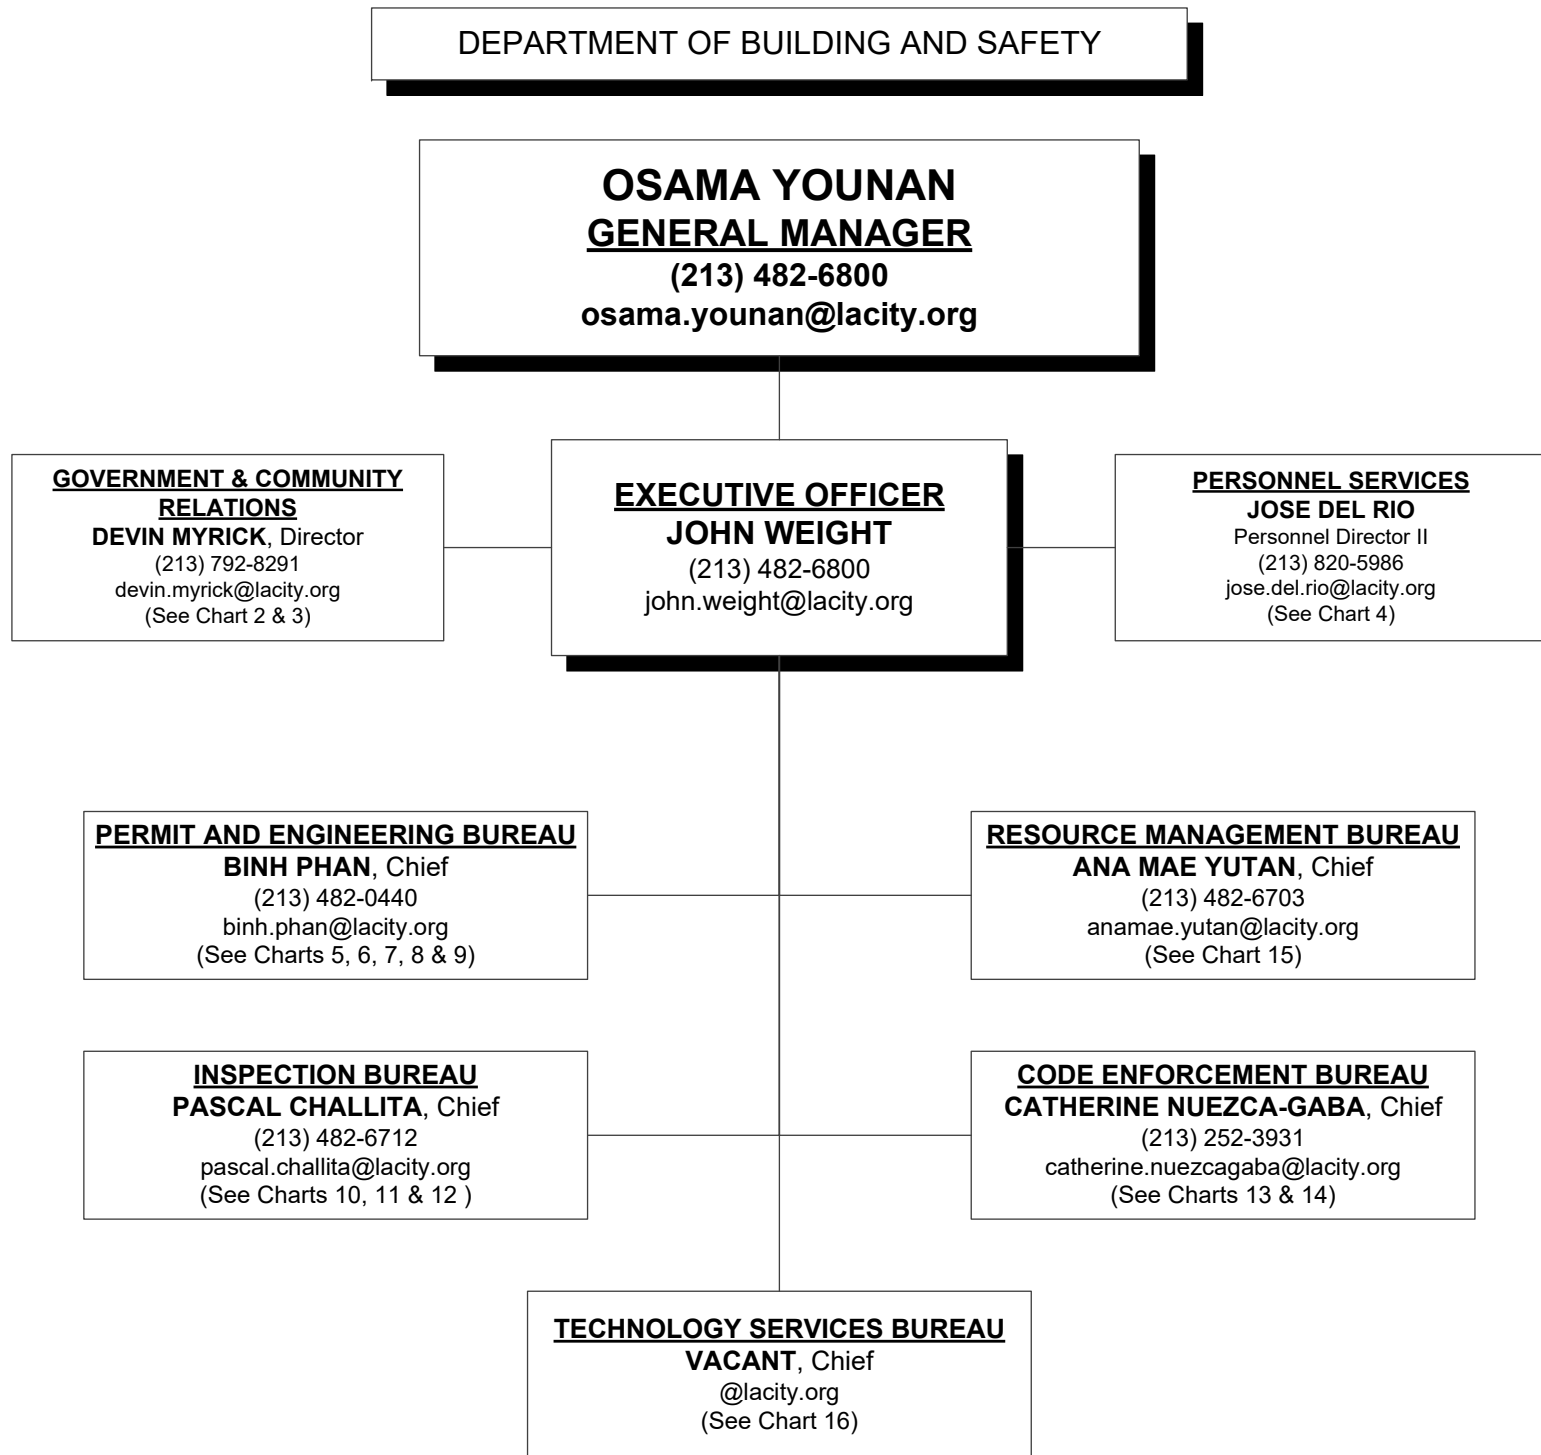 DEPARTMENT OF BUILDING AND SAFETY
OSAMA YOUNAN
GENERAL MANAGER
(213) 482-6800
osama.younan@lacity.org
GOVERNMENT & COMMUNITY
RELATIONS
DEVIN MYRICK, Director
(213) 792-8291
devin.myrick@lacity.org
(See Chart 2 & 3)
EXECUTIVE OFFICER
JOHN WEIGHT
(213) 482-6800
john.weight@lacity.org
PERSONNEL SERVICES
JOSE DEL RIO
Personnel Director II
(213) 820-5986
jose.del.rio@lacity.org
(See Chart 4)
PERMIT AND ENGINEERING BUREAU
BINH PHAN, Chief
(213) 482-0440
binh.phan@lacity.org
(See Charts 5, 6, 7, 8 & 9)
RESOURCE MANAGEMENT BUREAU
ANA MAE YUTAN, Chief
(213) 482-6703
anamae.yutan@lacity.org
(See Chart 15)
INSPECTION BUREAU
PASCAL CHALLITA, Chief
(213) 482-6712
pascal.challita@lacity.org
(See Charts 10, 11 & 12 )
CODE ENFORCEMENT BUREAU
CATHERINE NUEZCA-GABA, Chief
(213) 252-3931
catherine.nuezcagaba@lacity.org
(See Charts 13 & 14)
TECHNOLOGY SERVICES BUREAU
VACANT, Chief
@lacity.org
(See Chart 16)